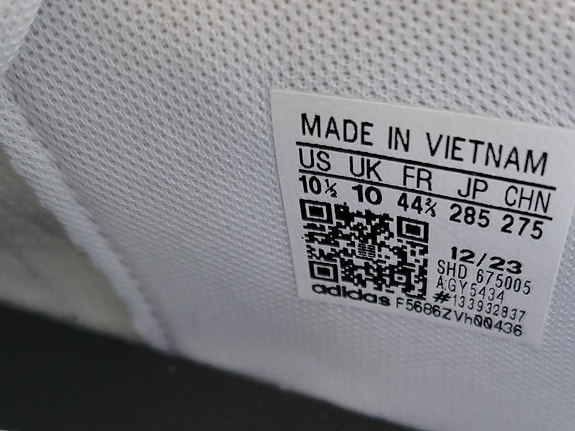 MADE IN VIETNAM
US UK FR JP CHN
10½ 10 44⅔ 285 275
12/23
SHD 675005
AGY5434
#133932837
adidas F5686ZVh00436